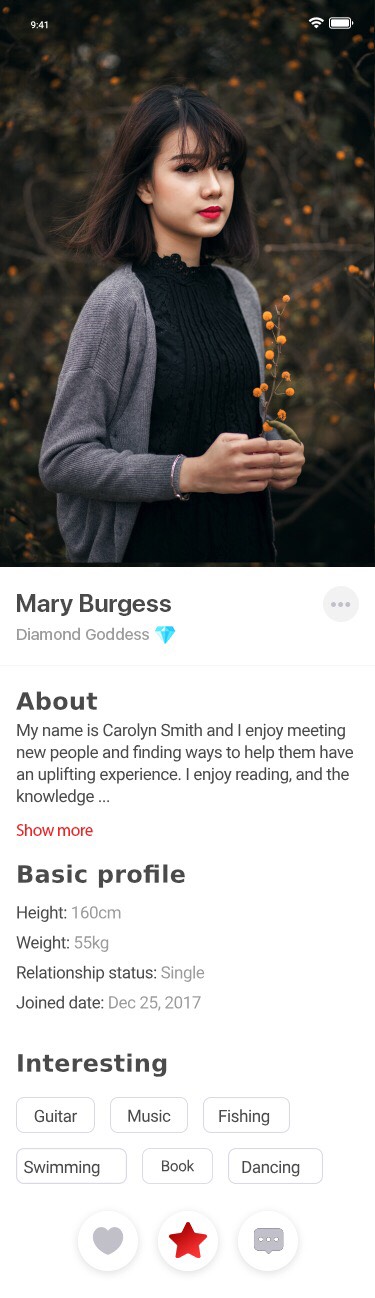 9:41
Mary Burgess
Diamond Goddess 💎
About
My name is Carolyn Smith and I enjoy meeting
new people and finding ways to help them have
an uplifting experience. I enjoy reading, and the
knowledge ...
Show more
Basic profile
Height: 160cm
Weight: 55kg
Relationship status: Single
Joined date: Dec 25, 2017
Interesting
Guitar Music Fishing
Swimming Book Dancing